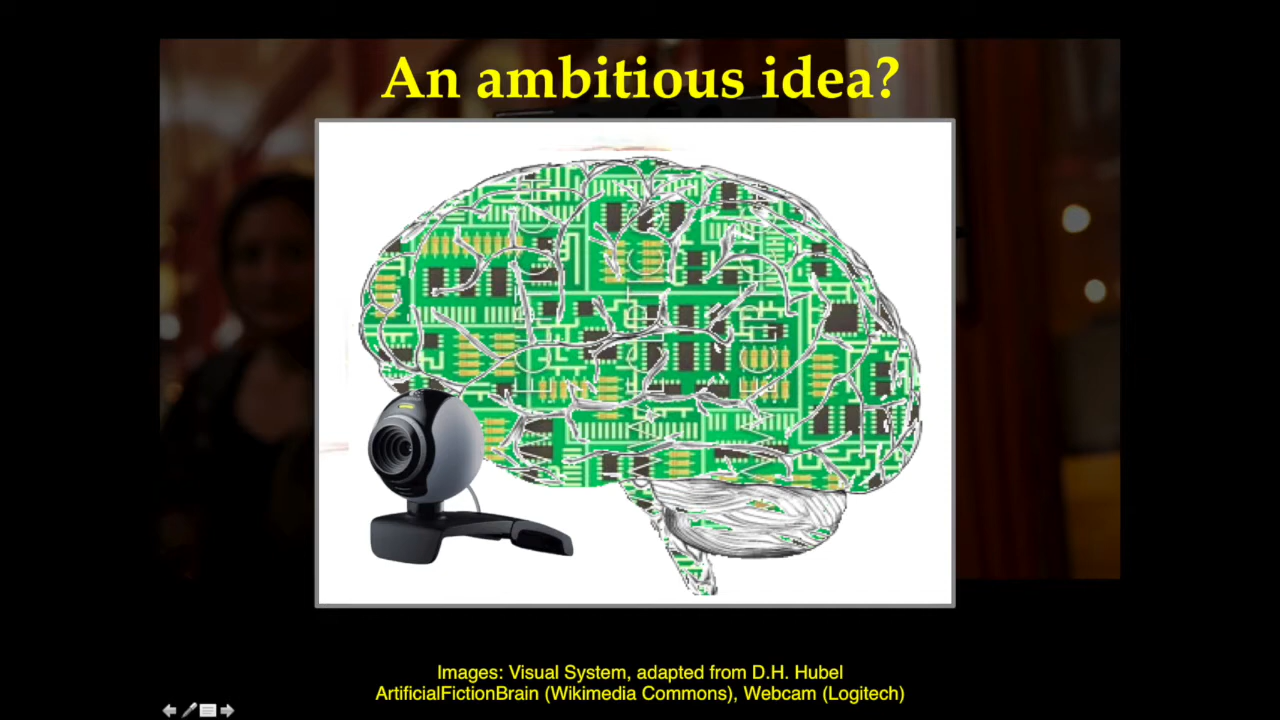 An ambitious idea?
Images: Visual System, adapted from D.H. Hubel
ArtificialFictionBrain (Wikimedia Commons), Webcam (Logitech)